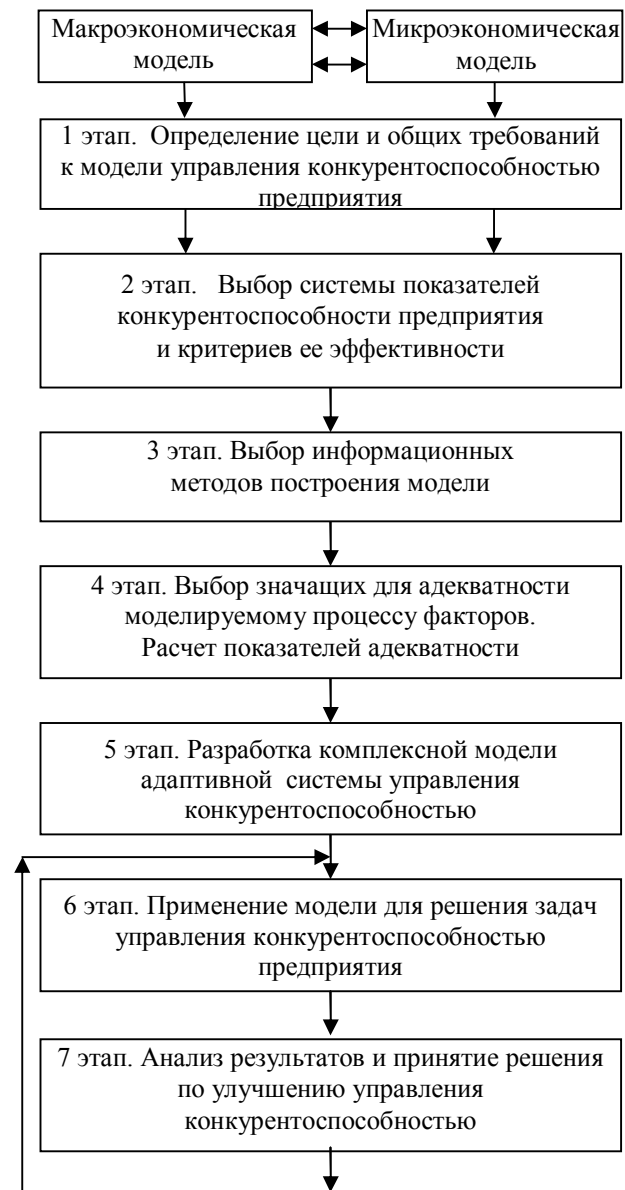 Макроэкономическая
модель
Микроэкономическая
модель
1 этап. Определение цели и общих требований
к модели управления конкурентоспособностью
предприятия
2 этап. Выбор системы показателей
конкурентоспособности предприятия
и критериев ее эффективности
3 этап. Выбор информационных
методов построения модели
4 этап. Выбор значащих для адекватности
моделируемому процессу факторов.
Расчет показателей адекватности
5 этап. Разработка комплексной модели
адаптивной системы управления
конкурентоспособностью
6 этап. Применение модели для решения задач
управления конкурентоспособностью
предприятия
7 этап. Анализ результатов и принятие решения
по улучшению управления
конкурентоспособностью